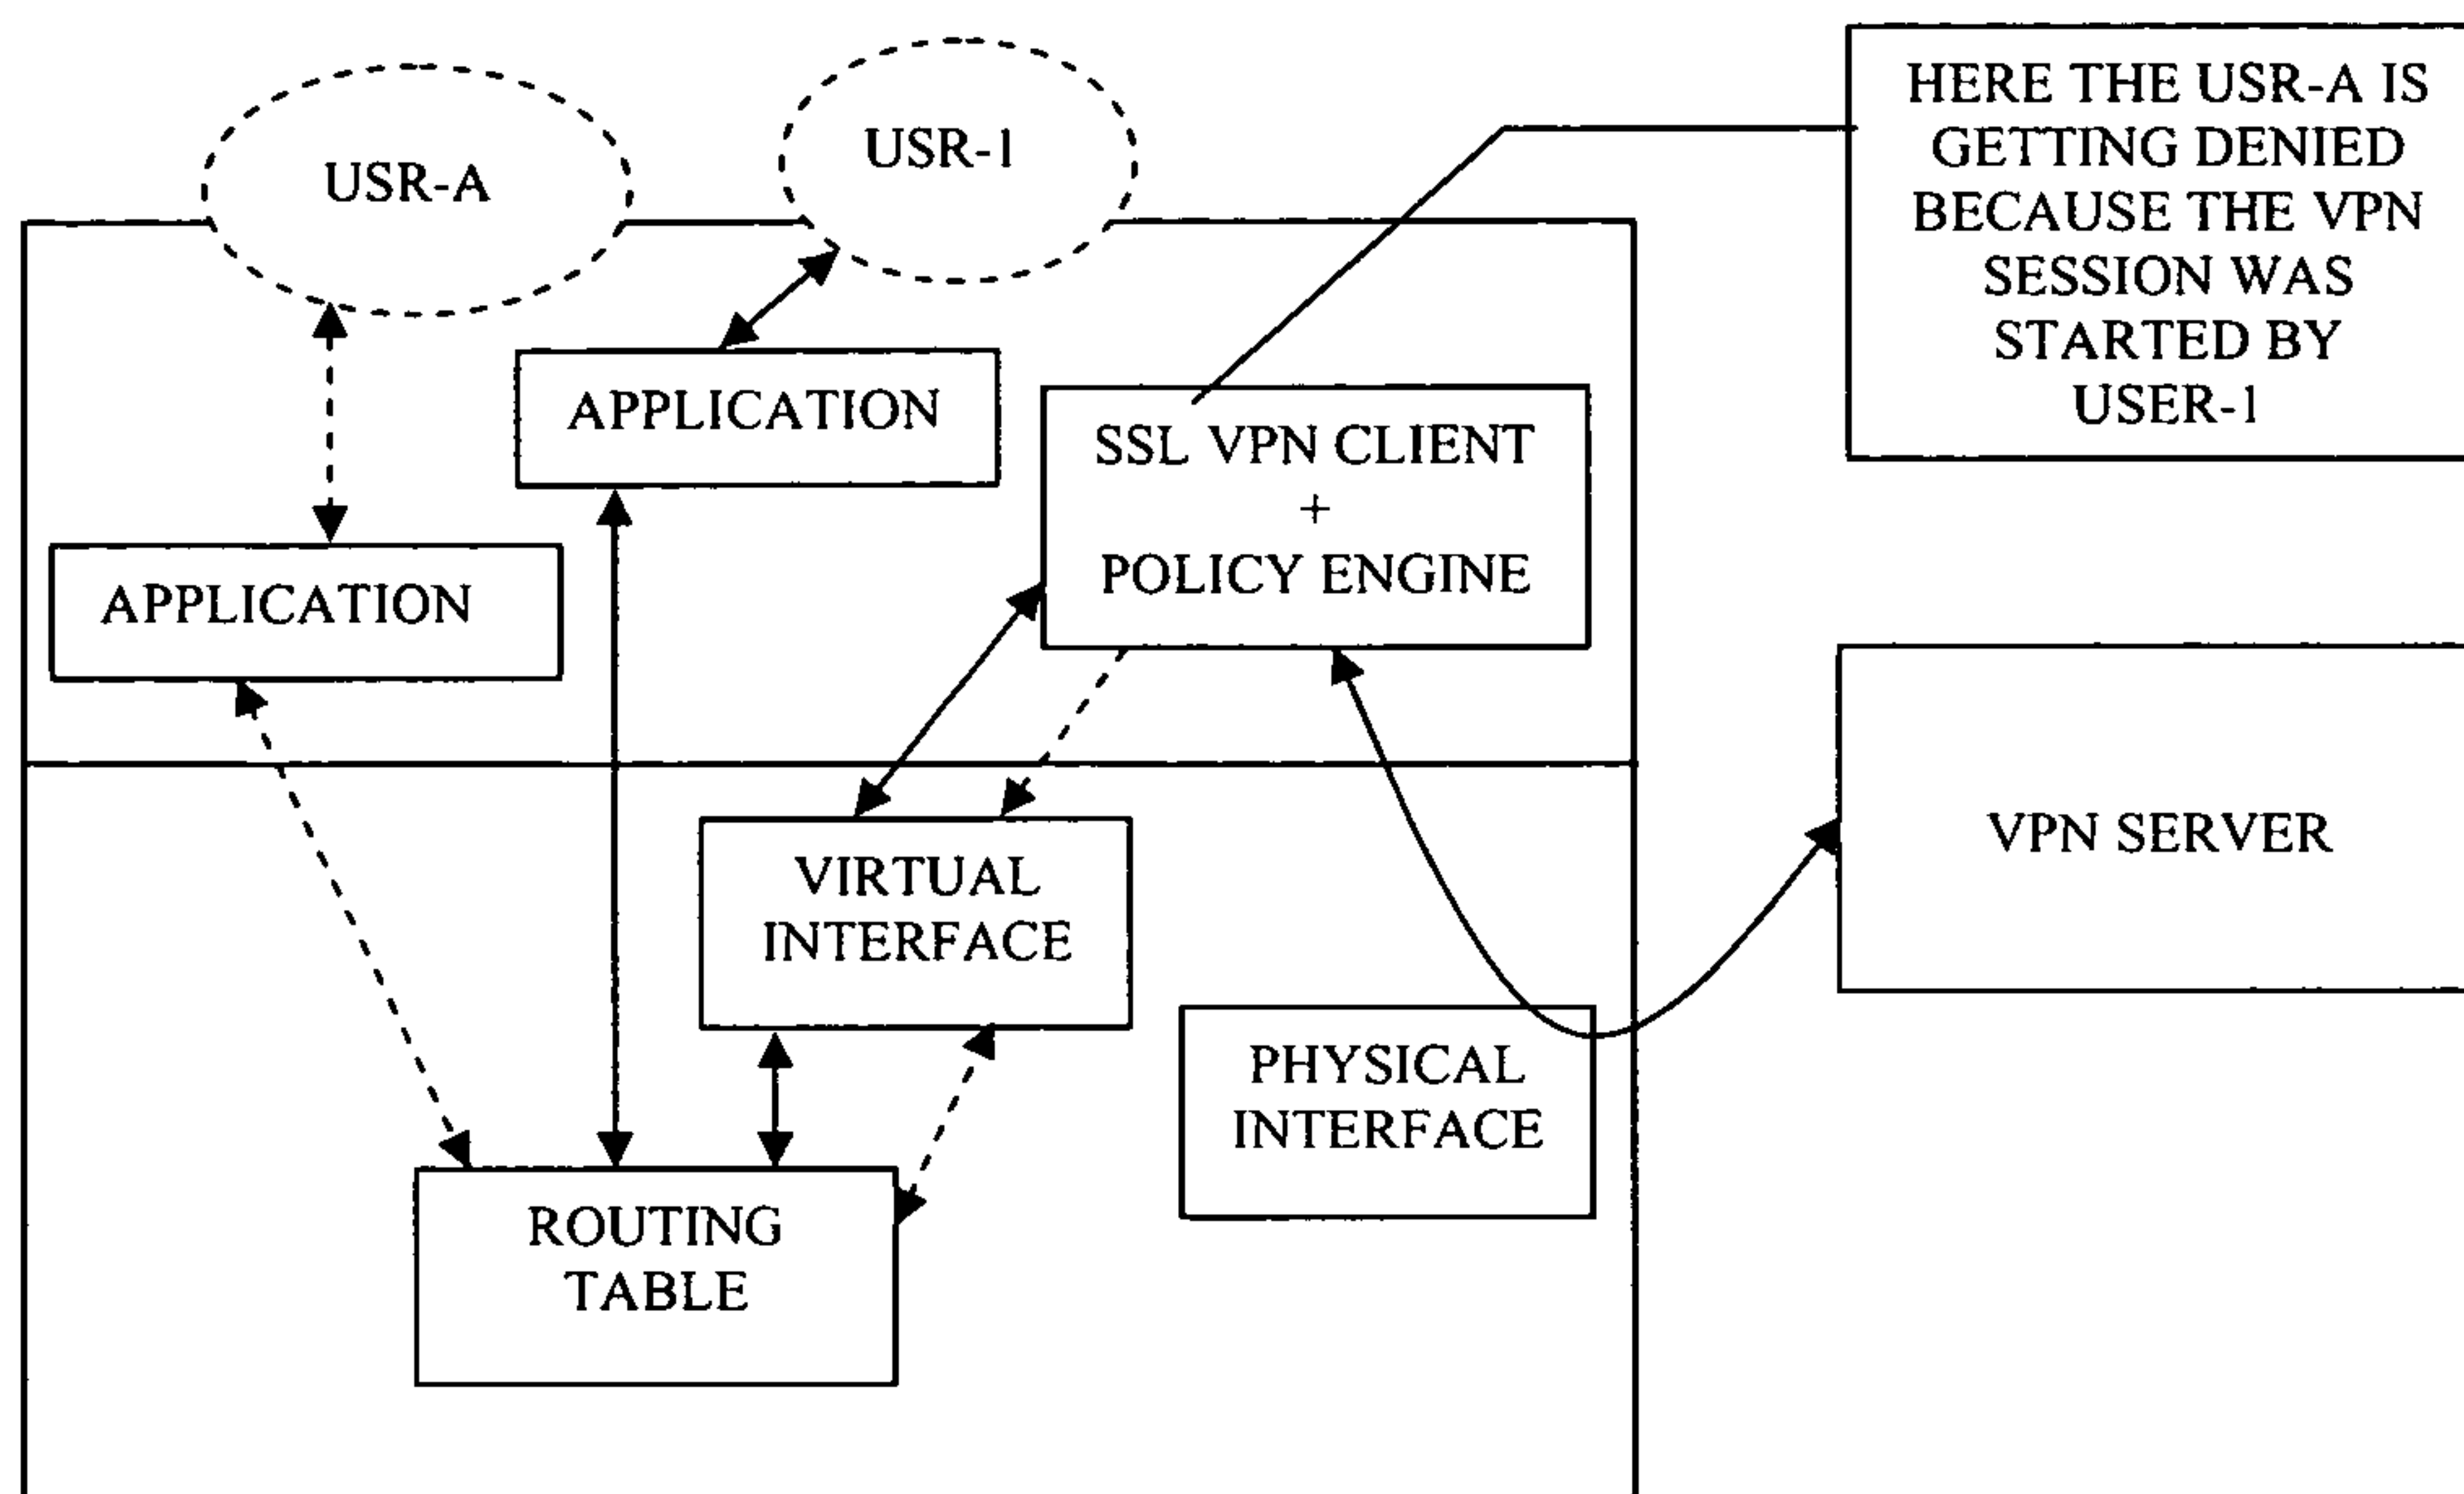 USR-A
USR-1
HERE THE USR-A IS
GETTING DENIED
BECAUSE THE VPN
SESSION WAS
STARTED BY
USER-1
APPLICATION
SSL VPN CLIENT
+
POLICY ENGINE
APPLICATION
VPN SERVER
VIRTUAL
INTERFACE
PHYSICAL
INTERFACE
ROUTING
TABLE